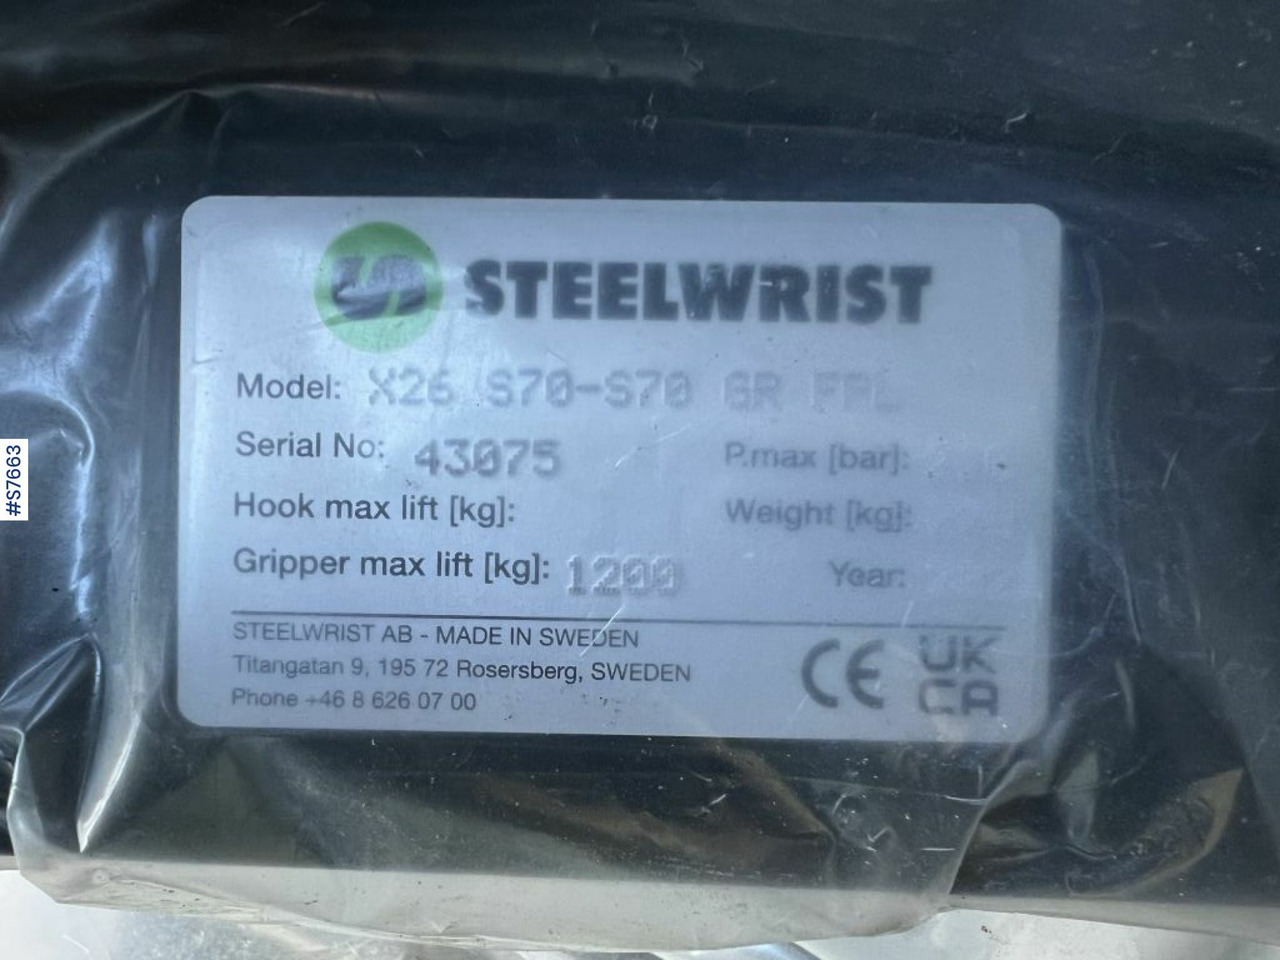 STEELWRIST
Model: X26 S70-S70 GR
Serial No: 43075
P.max [bar]:
Hook max lift [kg]:
Weight [kg]:
Gripper max lift [kg]: 1200
Year:
STEELWRIST AB - MADE IN SWEDEN
Titangatan 9, 195 72 Rosersberg, SWEDEN
Phone +46 8 626 07 00
CE
UK
CA
#S7663